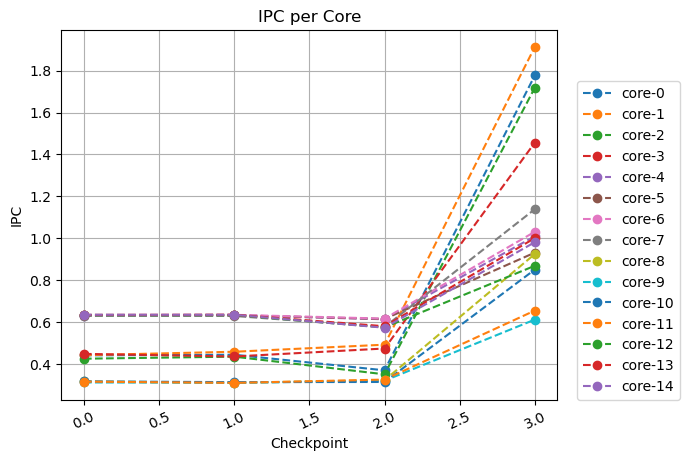 IPC per Core
IPC
1.8
1.6
1.4
1.2
1.0
0.8
0.6
0.4
0.0
0.5
1.0
1.5
2.0
2.5
3.0
Checkpoint
core-0
core-1
core-2
core-3
core-4
core-5
core-6
core-7
core-8
core-9
core-10
core-11
core-12
core-13
core-14